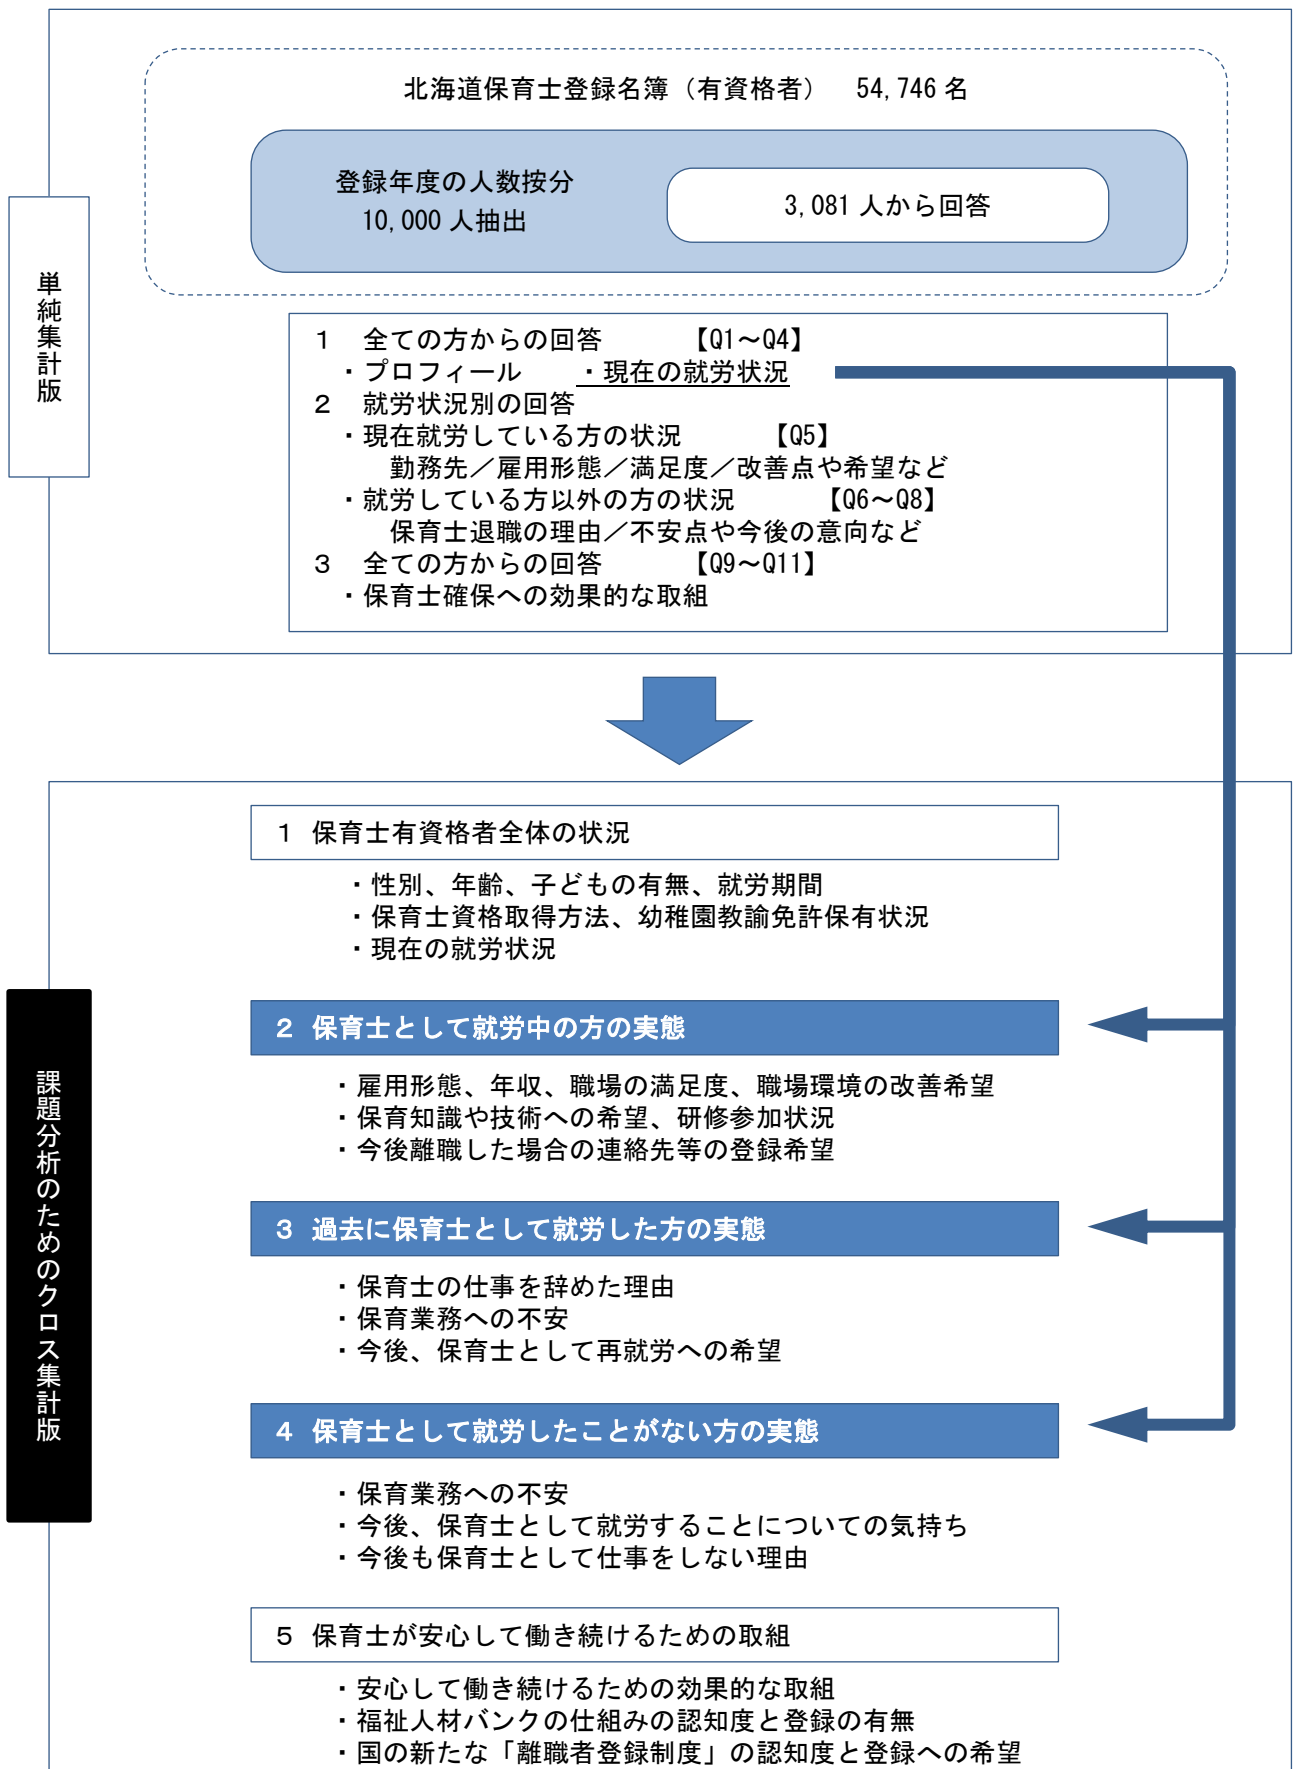 北海道保育士登録名簿（有資格者）　54,746 名
登録年度の人数按分
10,000 人抽出
3,081 人から回答
単純集計版
１　全ての方からの回答　　　【Q1～Q4】
・プロフィール　　・現在の就労状況
２　就労状況別の回答
・現在就労している方の状況　　　【Q5】
勤務先／雇用形態／満足度／改善点や希望など
・就労している方以外の方の状況　　　【Q6～Q8】
保育士退職の理由／不安点や今後の意向など
３　全ての方からの回答　　　【Q9～Q11】
・保育士確保への効果的な取組
課題分析のためのクロス集計版
１ 保育士有資格者全体の状況
・性別、年齢、子どもの有無、就労期間
・保育士資格取得方法、幼稚園教諭免許保有状況
・現在の就労状況
２ 保育士として就労中の方の実態
・雇用形態、年収、職場の満足度、職場環境の改善希望
・保育知識や技術への希望、研修参加状況
・今後離職した場合の連絡先等の登録希望
３ 過去に保育士として就労した方の実態
・保育士の仕事を辞めた理由
・保育業務への不安
・今後、保育士として再就労への希望
４ 保育士として就労したことがない方の実態
・保育業務への不安
・今後、保育士として就労することについての気持ち
・今後も保育士として仕事をしない理由
５ 保育士が安心して働き続けるための取組
・安心して働き続けるための効果的な取組
・福祉人材バンクの仕組みの認知度と登録の有無
・国の新たな「離職者登録制度」の認知度と登録への希望